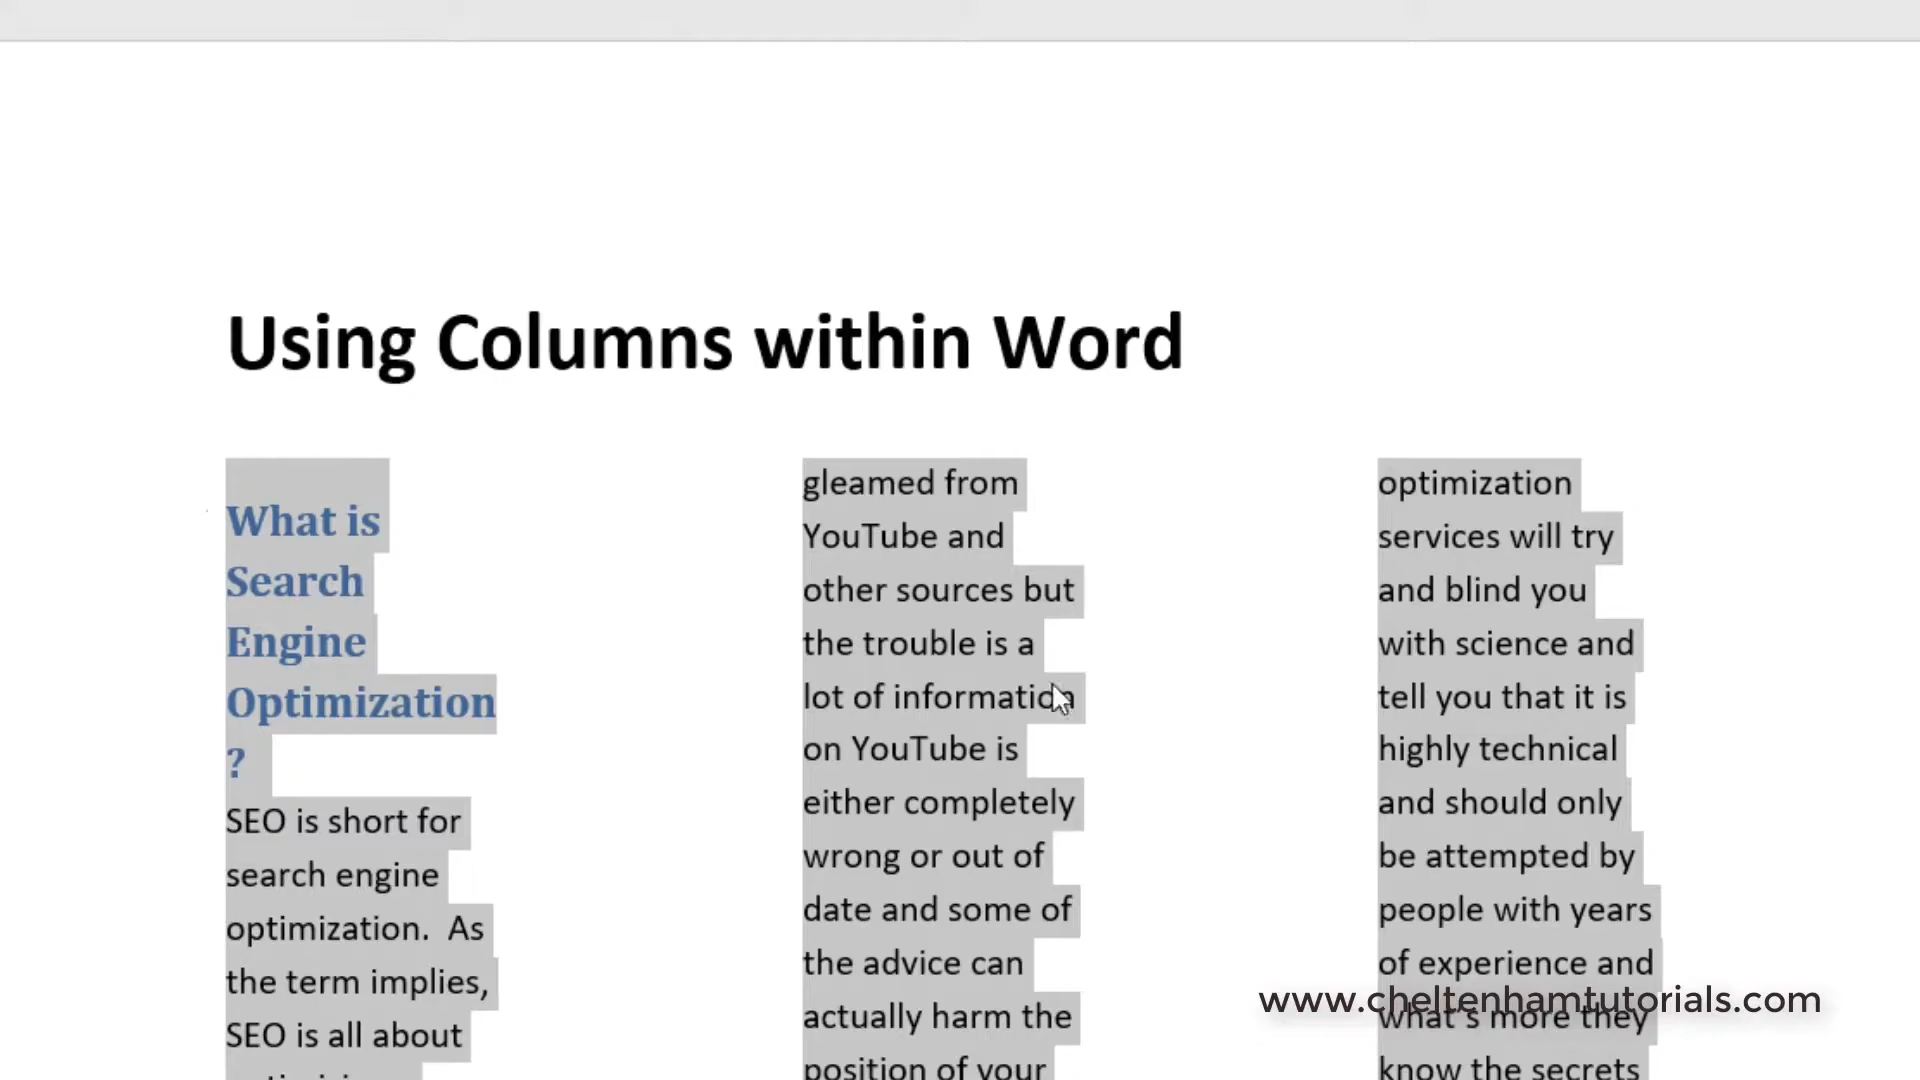 Using Columns within Word
What is
Search
Engine
Optimization
?
SEO is short for
search engine
optimization.  As
the term implies,
SEO is all about
gleamed from
YouTube and
other sources but
the trouble is a
lot of information
on YouTube is
either completely
wrong or out of
date and some of
the advice can
actually harm the
position of your
optimization
services will try
and blind you
with science and
tell you that it is
highly technical
and should only
be attempted by
people with years
of experience and
what's more they
know the secrets
www.cheltenhamtutorials.com